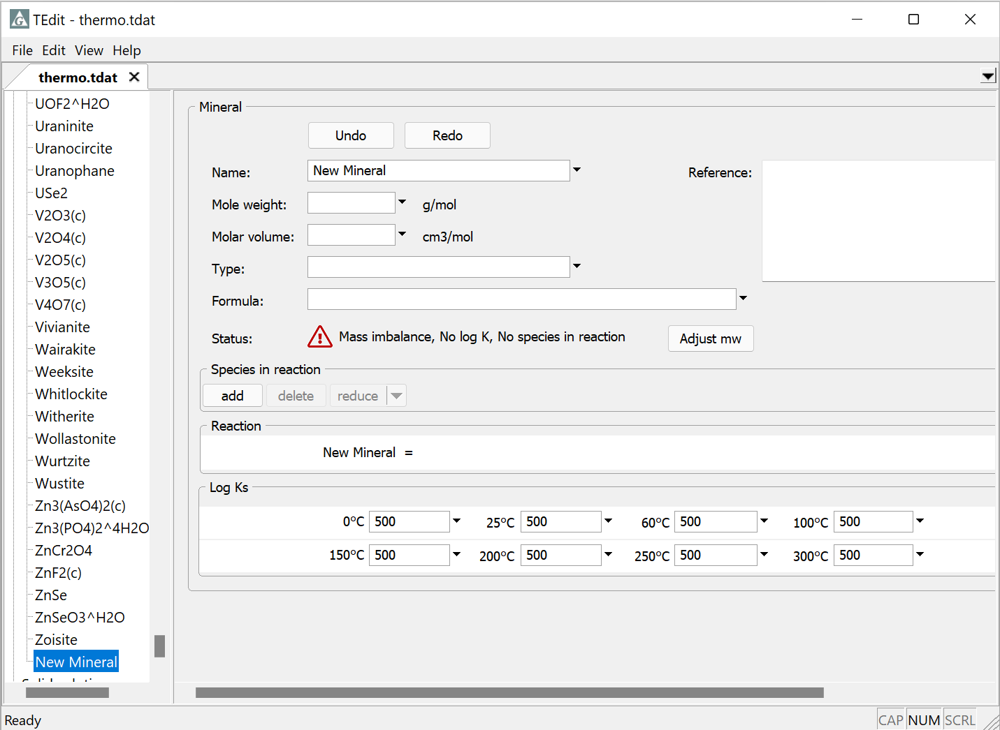 TEdit - thermo.tdat
File Edit View Help
thermo.tdat
UOF2^H2O
Uraninite
Uranocircite
Uranophane
USe2
V2O3(c)
V2O4(c)
V2O5(c)
V3O5(c)
V4O7(c)
Vivianite
Wairakite
Weeksite
Whitlockite
Witherite
Wollastonite
Wurtzite
Wustite
Zn3(AsO4)2(c)
Zn3(PO4)2^4H2O
ZnCr2O4
ZnF2(c)
ZnSe
ZnSeO3^H2O
Zoisite
New Mineral
Mineral
Undo Redo
Name: New Mineral Reference:
Mole weight: g/mol
Molar volume: cm3/mol
Type:
Formula:
Status: Mass imbalance, No log K, No species in reaction Adjust mw
Species in reaction
add delete reduce
Reaction
New Mineral =
Log Ks
0°C 500 25°C 500 60°C 500 100°C 500
150°C 500 200°C 500 250°C 500 300°C 500
Ready CAP NUM SCRL